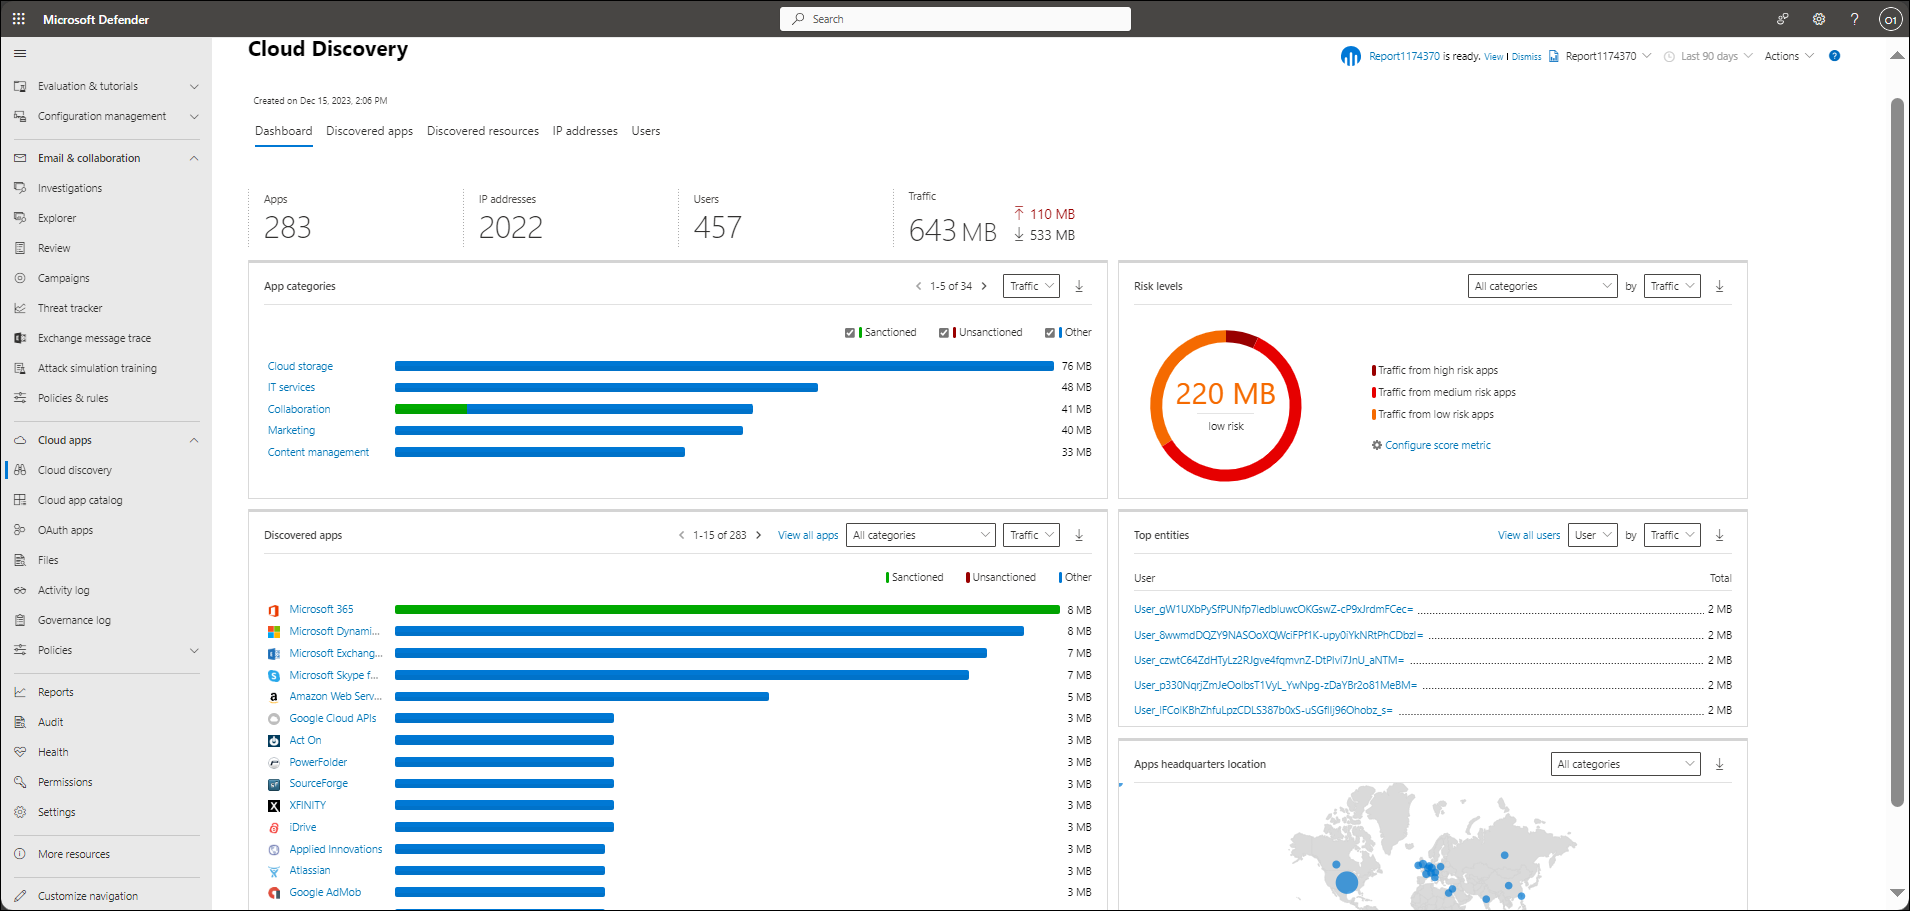 Microsoft Defender
Search
O1
Evaluation & tutorials
Configuration management
Email & collaboration
Investigations
Explorer
Review
Campaigns
Threat tracker
Exchange message trace
Attack simulation training
Policies & rules
Cloud apps
Cloud discovery
Cloud app catalog
OAuth apps
Files
Activity log
Governance log
Policies
Reports
Audit
Health
Permissions
Settings
More resources
Customize navigation
Cloud Discovery
Report1174370 is ready. View | Dismiss Report1174370 Last 90 days Actions ?
Created on Dec 15, 2023, 2:06 PM
Dashboard Discovered apps Discovered resources IP addresses Users
Apps
283
IP addresses
2022
Users
457
Traffic
643 MB
110 MB
533 MB
App categories 1-5 of 34 Traffic
Sanctioned Unsanctioned Other
Cloud storage 76 MB
IT services 48 MB
Collaboration 41 MB
Marketing 40 MB
Content management 33 MB
Risk levels All categories by Traffic
220 MB
low risk
Traffic from high risk apps
Traffic from medium risk apps
Traffic from low risk apps
Configure score metric
Discovered apps 1-15 of 283 View all apps All categories Traffic
Sanctioned Unsanctioned Other
Microsoft 365 8 MB
Microsoft Dynami... 8 MB
Microsoft Exchang... 7 MB
Microsoft Skype f... 7 MB
Amazon Web Serv... 5 MB
Google Cloud APIs 3 MB
Act On 3 MB
PowerFolder 3 MB
SourceForge 3 MB
XFINITY 3 MB
iDrive 3 MB
Applied Innovations 3 MB
Atlassian 3 MB
Google AdMob 3 MB
Top entities View all users User by Traffic
User Total
2 MB
2 MB
2 MB
2 MB
2 MB
Apps headquarters location All categories